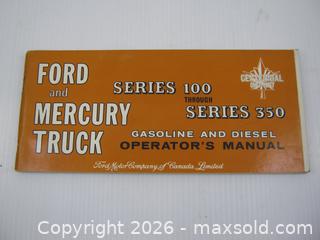 FORD
and
MERCURY
TRUCK
SERIES 100
THROUGH
SERIES 350
GASOLINE AND DIESEL
OPERATOR'S MANUAL
Ford Motor Company of Canada Limited
Copyright © 2026 - maxsold.com